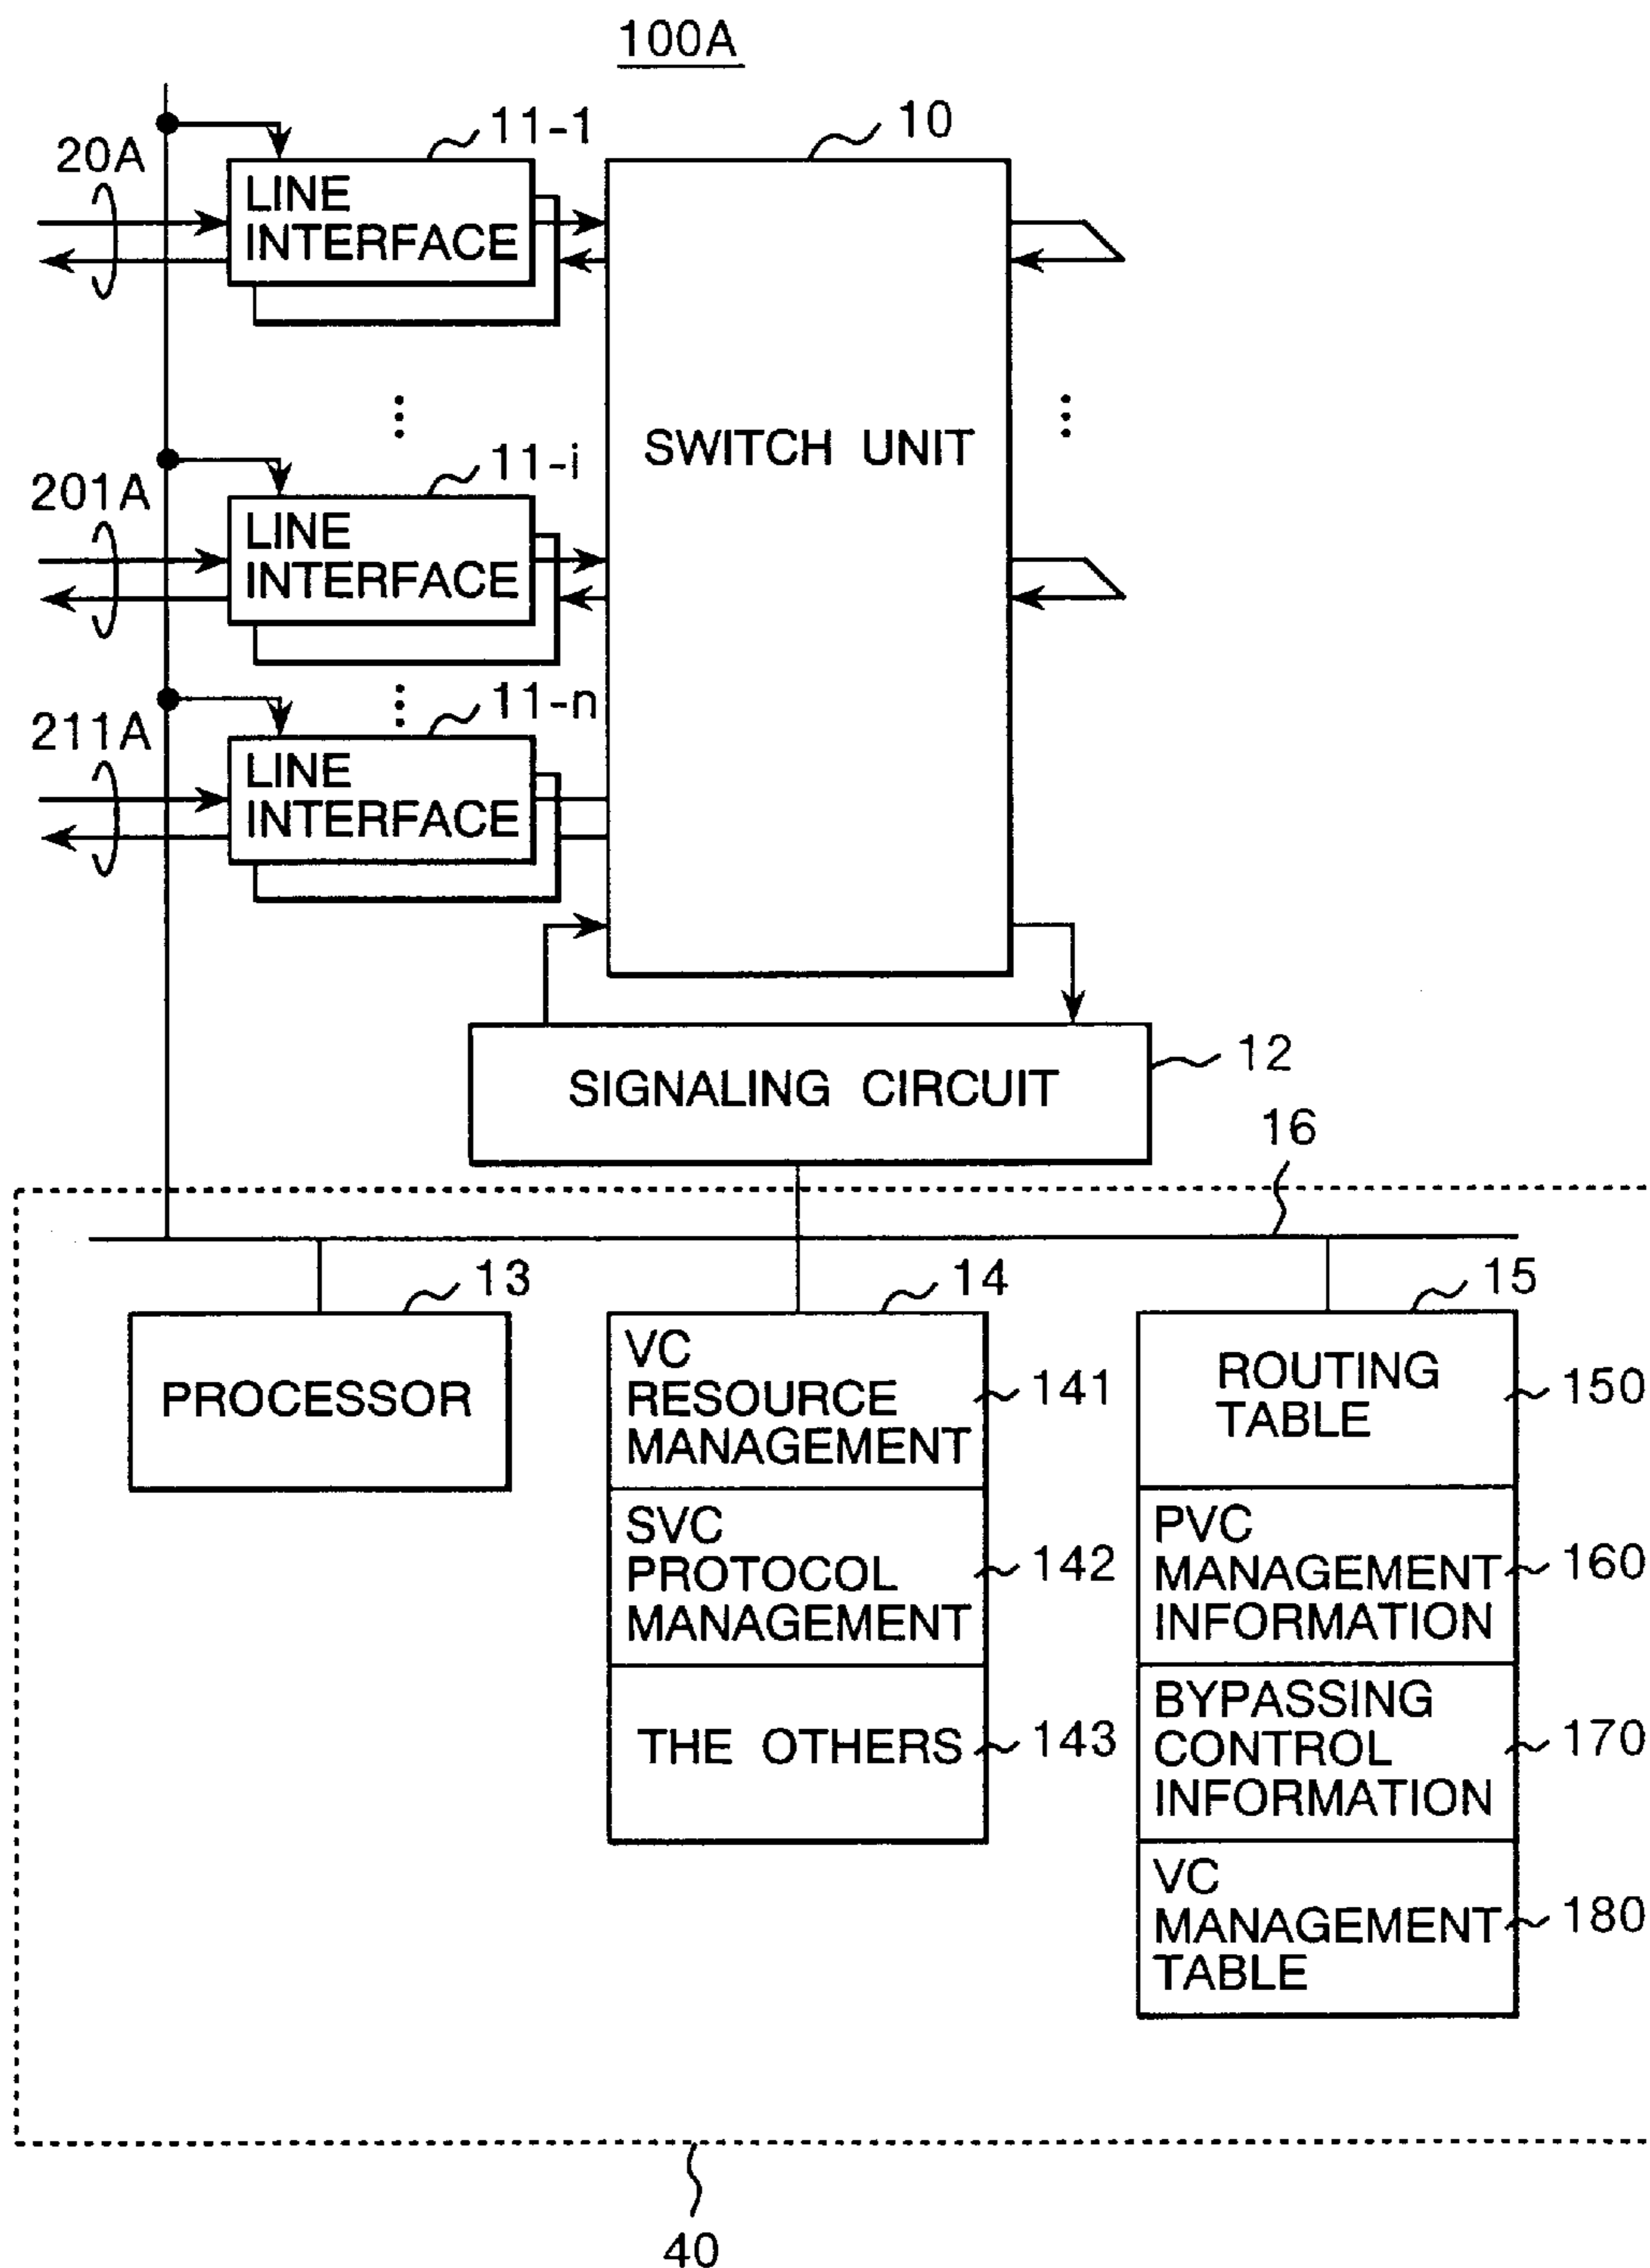 100A
11-1
10
20A
LINE
INTERFACE
11-i
SWITCH UNIT
201A
LINE
INTERFACE
11-n
211A
LINE
INTERFACE
12
SIGNALING CIRCUIT
16
13
14
15
PROCESSOR
VC
RESOURCE
MANAGEMENT
141
SVC
PROTOCOL
MANAGEMENT
142
THE OTHERS
143
ROUTING
TABLE
150
PVC
MANAGEMENT
INFORMATION
160
BYPASSING
CONTROL
INFORMATION
170
VC
MANAGEMENT
TABLE
180
40